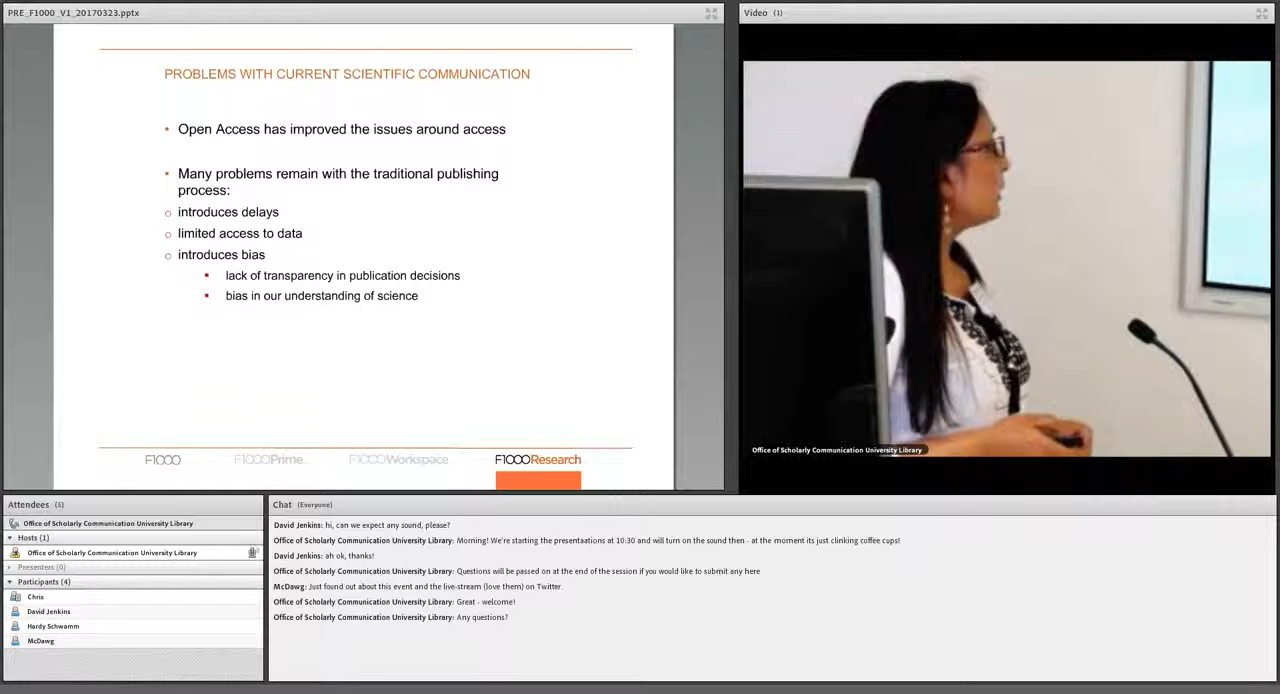 PRE_F1000_V1_20170323.pptx
PROBLEMS WITH CURRENT SCIENTIFIC COMMUNICATION
• Open Access has improved the issues around access
• Many problems remain with the traditional publishing
process:
o introduces delays
o limited access to data
o introduces bias
▪ lack of transparency in publication decisions
▪ bias in our understanding of science
F1000
F1000Prime
F1000Workspace
F1000Research
Video (1)
Office of Scholarly Communication University Library
Attendees (5)
Office of Scholarly Communication University Library
Hosts (1)
Office of Scholarly Communication University Library
Presenters (0)
Participants (4)
Chris
David Jenkins
Hardy Schwamm
McDawg
Chat (Everyone)
David Jenkins: hi, can we expect any sound, please?
Office of Scholarly Communication University Library: Morning! We're starting the presentaations at 10:30 and will turn on the sound then - at the moment its just clinking coffee cups!
David Jenkins: ah ok, thanks!
Office of Scholarly Communication University Library: Questions will be passed on at the end of the session if you would like to submit any here
McDawg: Just found out about this event and the live-stream (love them) on Twitter.
Office of Scholarly Communication University Library: Great - welcome!
Office of Scholarly Communication University Library: Any questions?